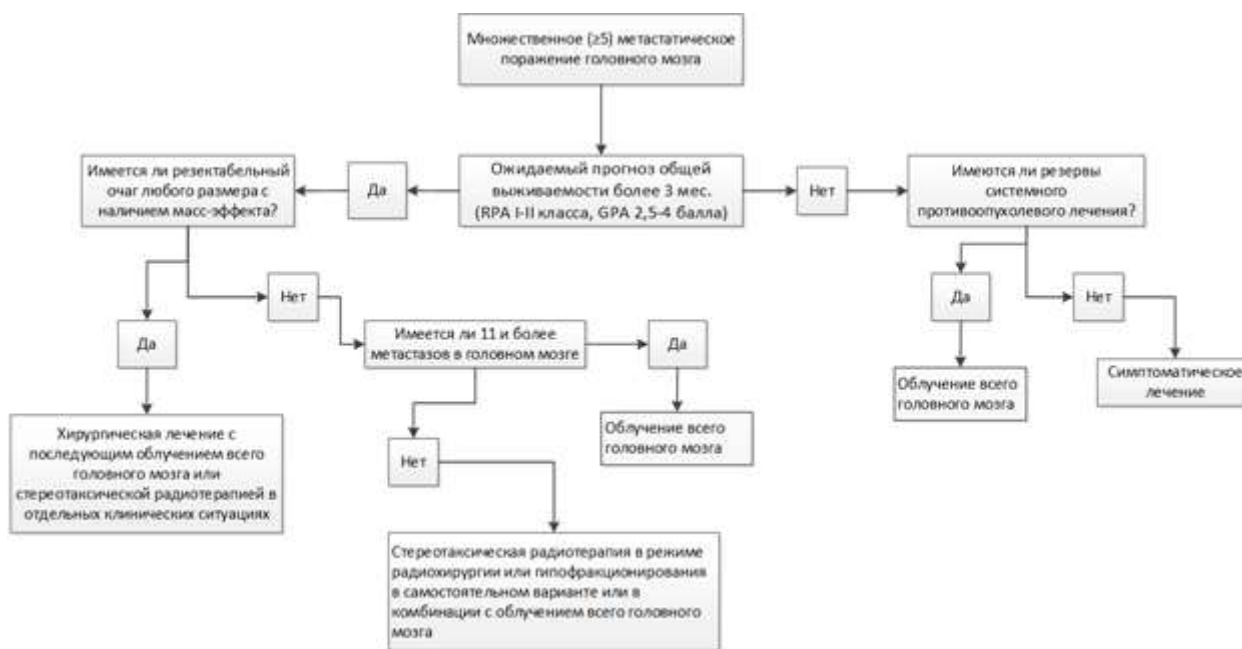 Множественное (≥5) метастатическое
поражение головного мозга
Имеется ли резектабельный
очаг любого размера с
наличием масс-эффекта?
Да
Ожидаемый прогноз общей
выживаемости более 3 мес.
(RPA I-II класса, GPA 2,5-4 балла)
Нет
Имеются ли резервы
системного
противоопухолевого лечения?
Да
Нет
Да
Нет
Имеется ли 11 и более
метастазов в головном мозге
Да
Облучение всего
головного мозга
Симптоматическое
лечение
Хирургическая лечение с
последующим облучением всего
головного мозга или
стереотаксической радиотерапией в
отдельных клинических ситуациях
Нет
Облучение всего
головного мозга
Стереотаксическая радиотерапия в режиме
радиохирургии или гипофракционирования
в самостоятельном варианте или в
комбинации с облучением всего головного
мозга